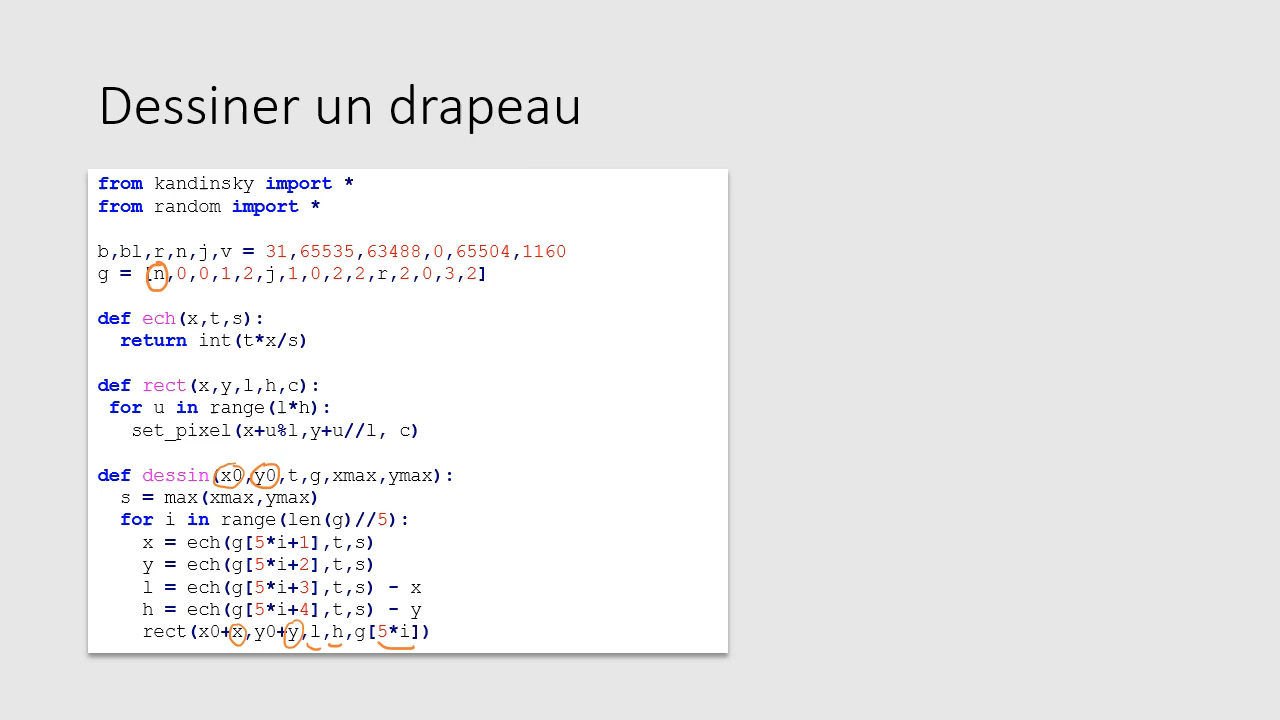 Dessiner un drapeau
from kandinsky import *
from random import *
b,bl,r,n,j,v = 31,65535,63488,0,65504,1160
g = [n,0,0,1,2,j,1,0,2,2,r,2,0,3,2]
def ech(x,t,s):
return int(t*x/s)
def rect(x,y,l,h,c):
for u in range(l*h):
set_pixel(x+u%l,y+u//l, c)
def dessin(x0,y0,t,g,xmax,ymax):
s = max(xmax,ymax)
for i in range(len(g)//5):
x = ech(g[5*i+1],t,s)
y = ech(g[5*i+2],t,s)
l = ech(g[5*i+3],t,s) - x
h = ech(g[5*i+4],t,s) - y
rect(x0+x,y0+y,l,h,g[5*i])